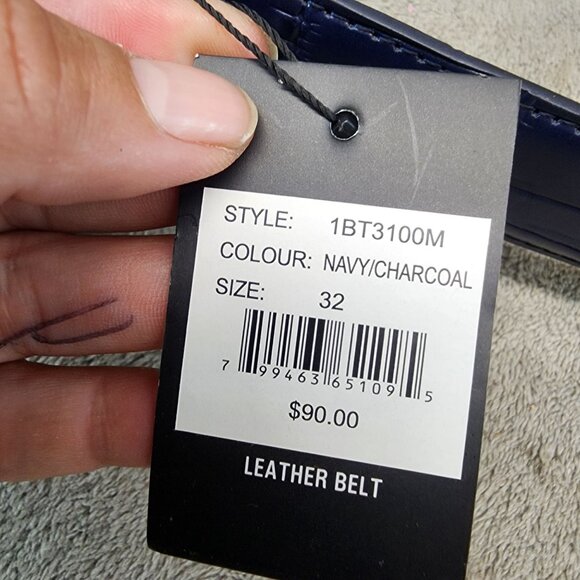 STYLE: 1BT3100M
COLOUR: NAVY/CHARCOAL
SIZE: 32
7 99463 65109 5
$90.00
LEATHER BELT